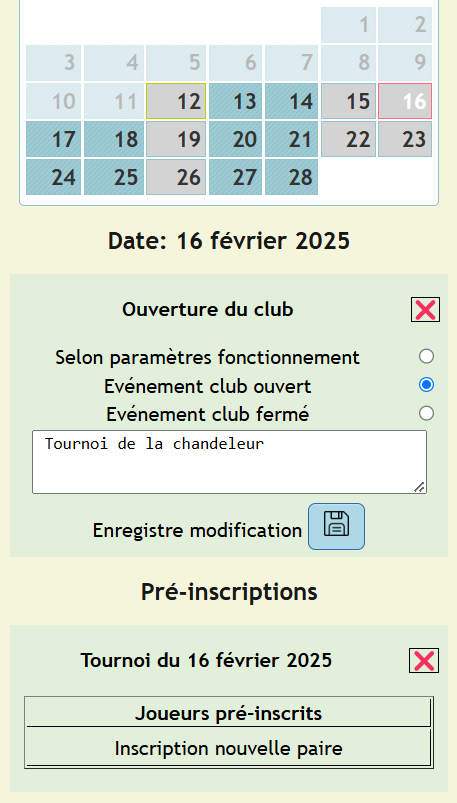 1 2
3 4 5 6 7 8 9
10 11 12 13 14 15 16
17 18 19 20 21 22 23
24 25 26 27 28
Date: 16 février 2025
Ouverture du club
Selon paramètres fonctionnement
Evénement club ouvert
Evénement club fermé
Tournoi de la chandeleur
Enregistre modification
Pré-inscriptions
Tournoi du 16 février 2025
Joueurs pré-inscrits
Inscription nouvelle paire